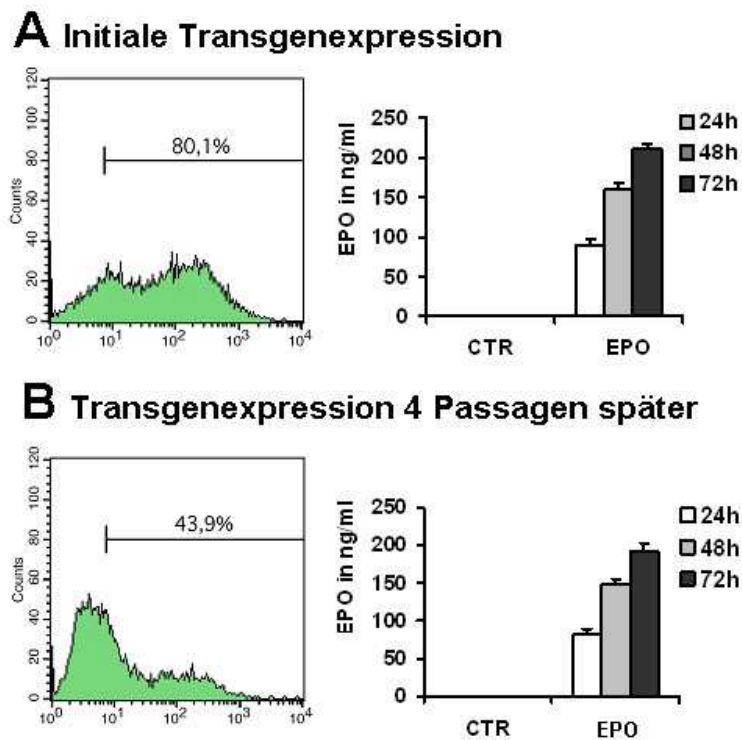 A Initiale Transgenexpression
120
100
80
60
40
20
0
Counts
80,1%
10⁰ 10¹ 10² 10³ 10⁴
EPO in ng/ml
250
200
150
100
50
0
CTR EPO
24h
48h
72h
B Transgenexpression 4 Passagen später
120
100
80
60
40
20
0
Counts
43,9%
10⁰ 10¹ 10² 10³ 10⁴
EPO in ng/ml
250
200
150
100
50
0
CTR EPO
24h
48h
72h